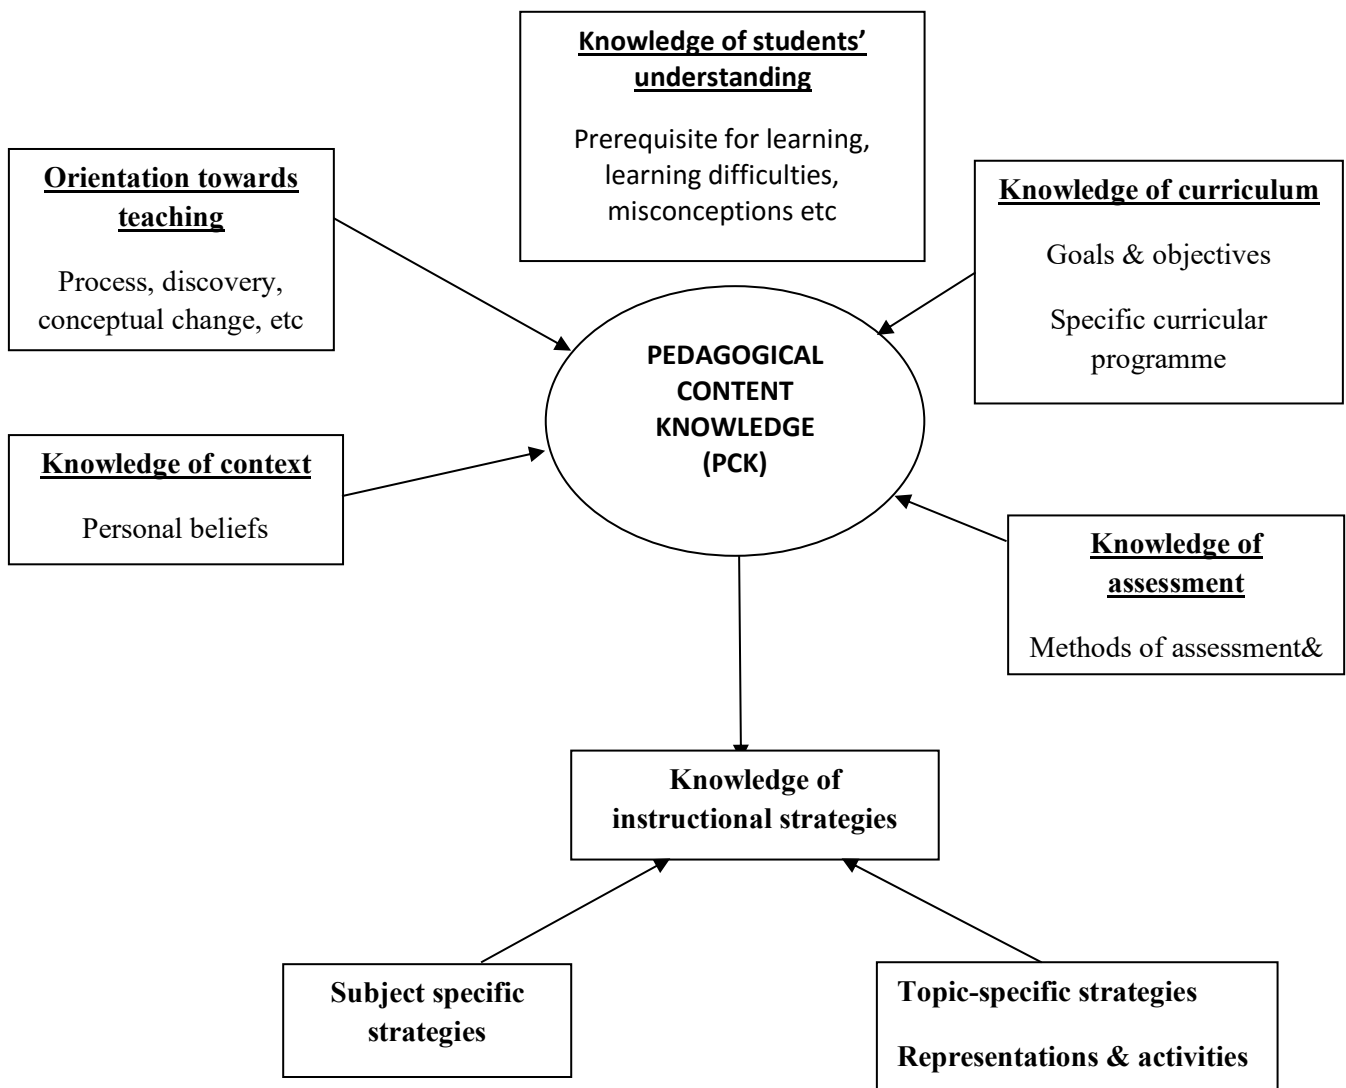 Knowledge of students’
understanding
Prerequisite for learning,
learning difficulties,
misconceptions etc
Orientation towards
teaching
Process, discovery,
conceptual change, etc
Knowledge of curriculum
Goals & objectives
Specific curricular
programme
PEDAGOGICAL
CONTENT
KNOWLEDGE
(PCK)
Knowledge of context
Personal beliefs
Knowledge of
assessment
Methods of assessment&
Knowledge of
instructional strategies
Subject specific
strategies
Topic-specific strategies
Representations & activities